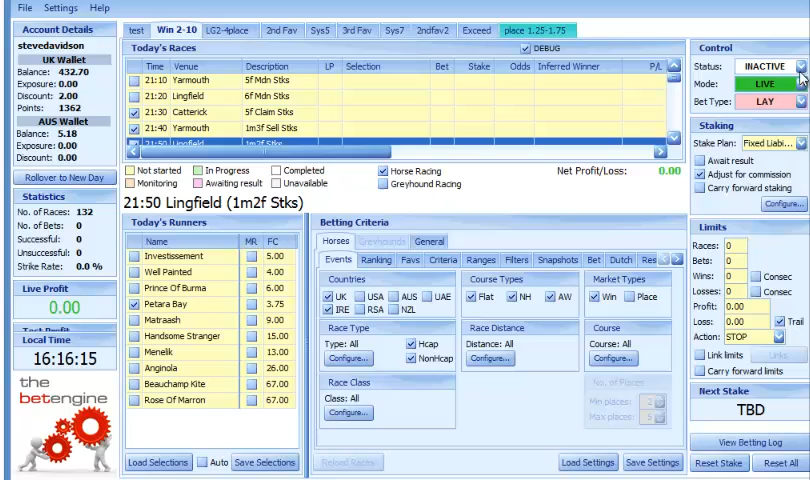 File Settings Help
Account Details
stevedavidson
UK Wallet
Balance: 432.70
Exposure: 0.00
Discount: 2.00
Points: 1362
AUS Wallet
Balance: 5.18
Exposure: 0.00
Discount: 0.00
Rollover to New Day
Statistics
No. of Races: 132
No. of Bets: 0
Successful: 0
Unsuccessful: 0
Strike Rate: 0.0 %
Live Profit
0.00
Test Profit
Local Time
16:16:15
the
betengine
test Win 2-10 LG2-4place 2nd Fav Sys5 3rd Fav Sys7 2ndfav2 Exceed place 1.25-1.75
Today's Races DEBUG
Time Venue Description LP Selection Bet Stake Odds Inferred Winner P/L
21:10 Yarmouth 5f Mdn Stks
21:20 Lingfield 6f Mdn Stks
21:30 Catterick 5f Claim Stks
21:40 Yarmouth 1m3f Sell Stks
21:50 Lingfield 1m2f Stks
Not started In Progress Completed Horse Racing Net Profit/Loss: 0.00
Monitoring Awaiting result Unavailable Greyhound Racing
21:50 Lingfield (1m2f Stks)
Today's Runners
Name MR FC
Investissement 5.00
Well Painted 4.00
Prince Of Burma 6.00
Petara Bay 3.75
Matraash 9.00
Handsome Stranger 15.00
Menelik 13.00
Anginola 26.00
Beauchamp Kite 67.00
Rose Of Marron 67.00
Load Selections Auto Save Selections
Betting Criteria
Horses Greyhounds General
Events Ranking Favs Criteria Ranges Filters Snapshots Bet Dutch Res
Countries
UK USA AUS UAE
IRE RSA NZL
Course Types
Flat NH AW
Market Types
Win Place
Race Type
Type: All Hcap
Configure... NonHcap
Race Distance
Distance: All
Configure...
Course
Course: All
Configure...
Race Class
Class: All
Configure...
No. of Places
Min places: 2
Max places: 5
Reload Races Load Settings Save Settings
Control
Status: INACTIVE
Mode: LIVE
Bet Type: LAY
Staking
Stake Plan: Fixed Liabi...
Await result
Adjust for commission
Carry forward staking
Configure...
Limits
Races: 0
Bets: 0
Wins: 0 Consec
Losses: 0 Consec
Profit: 0.00
Loss: 0.00 Trail
Action: STOP
Link limits Links...
Carry forward limits
Next Stake
TBD
View Betting Log
Reset Stake Reset All